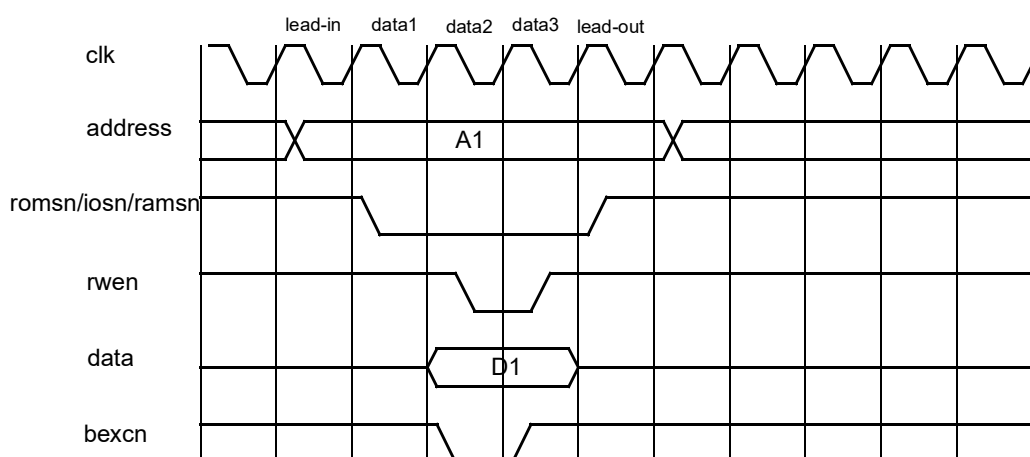 lead-in data1 data2 data3 lead-out
clk
address
A1
romsn/iosn/ramsn
rwen
data
D1
bexcn